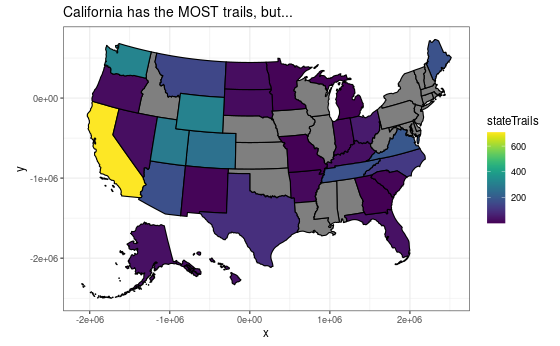 California has the MOST trails, but...
0e+00
-1e+06
-2e+06
y
-2e+06
-1e+06
0e+00
1e+06
2e+06
x
stateTrails
600
400
200